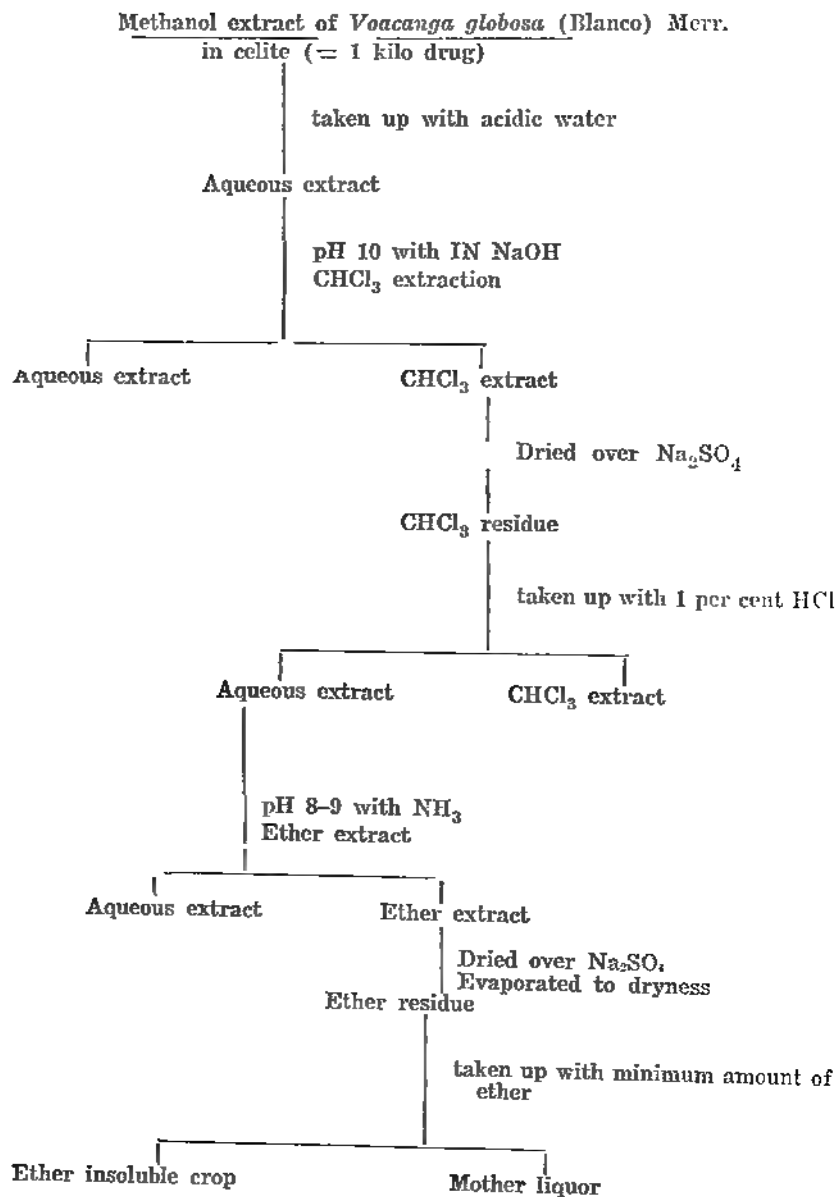 Methanol extract of Voacanga globosa (Blanco) Merr.
in celite (= 1 kilo drug)
taken up with acidic water
Aqueous extract
pH 10 with IN NaOH
CHCl₃ extraction
Aqueous extract
CHCl₃ extract
Dried over Na₂SO₄
CHCl₃ residue
taken up with 1 per cent HCl
Aqueous extract
CHCl₃ extract
pH 8–9 with NH₃
Ether extract
Aqueous extract
Ether extract
Dried over Na₂SO₄
Evaporated to dryness
Ether residue
taken up with minimum amount of
ether
Ether insoluble crop
Mother liquor